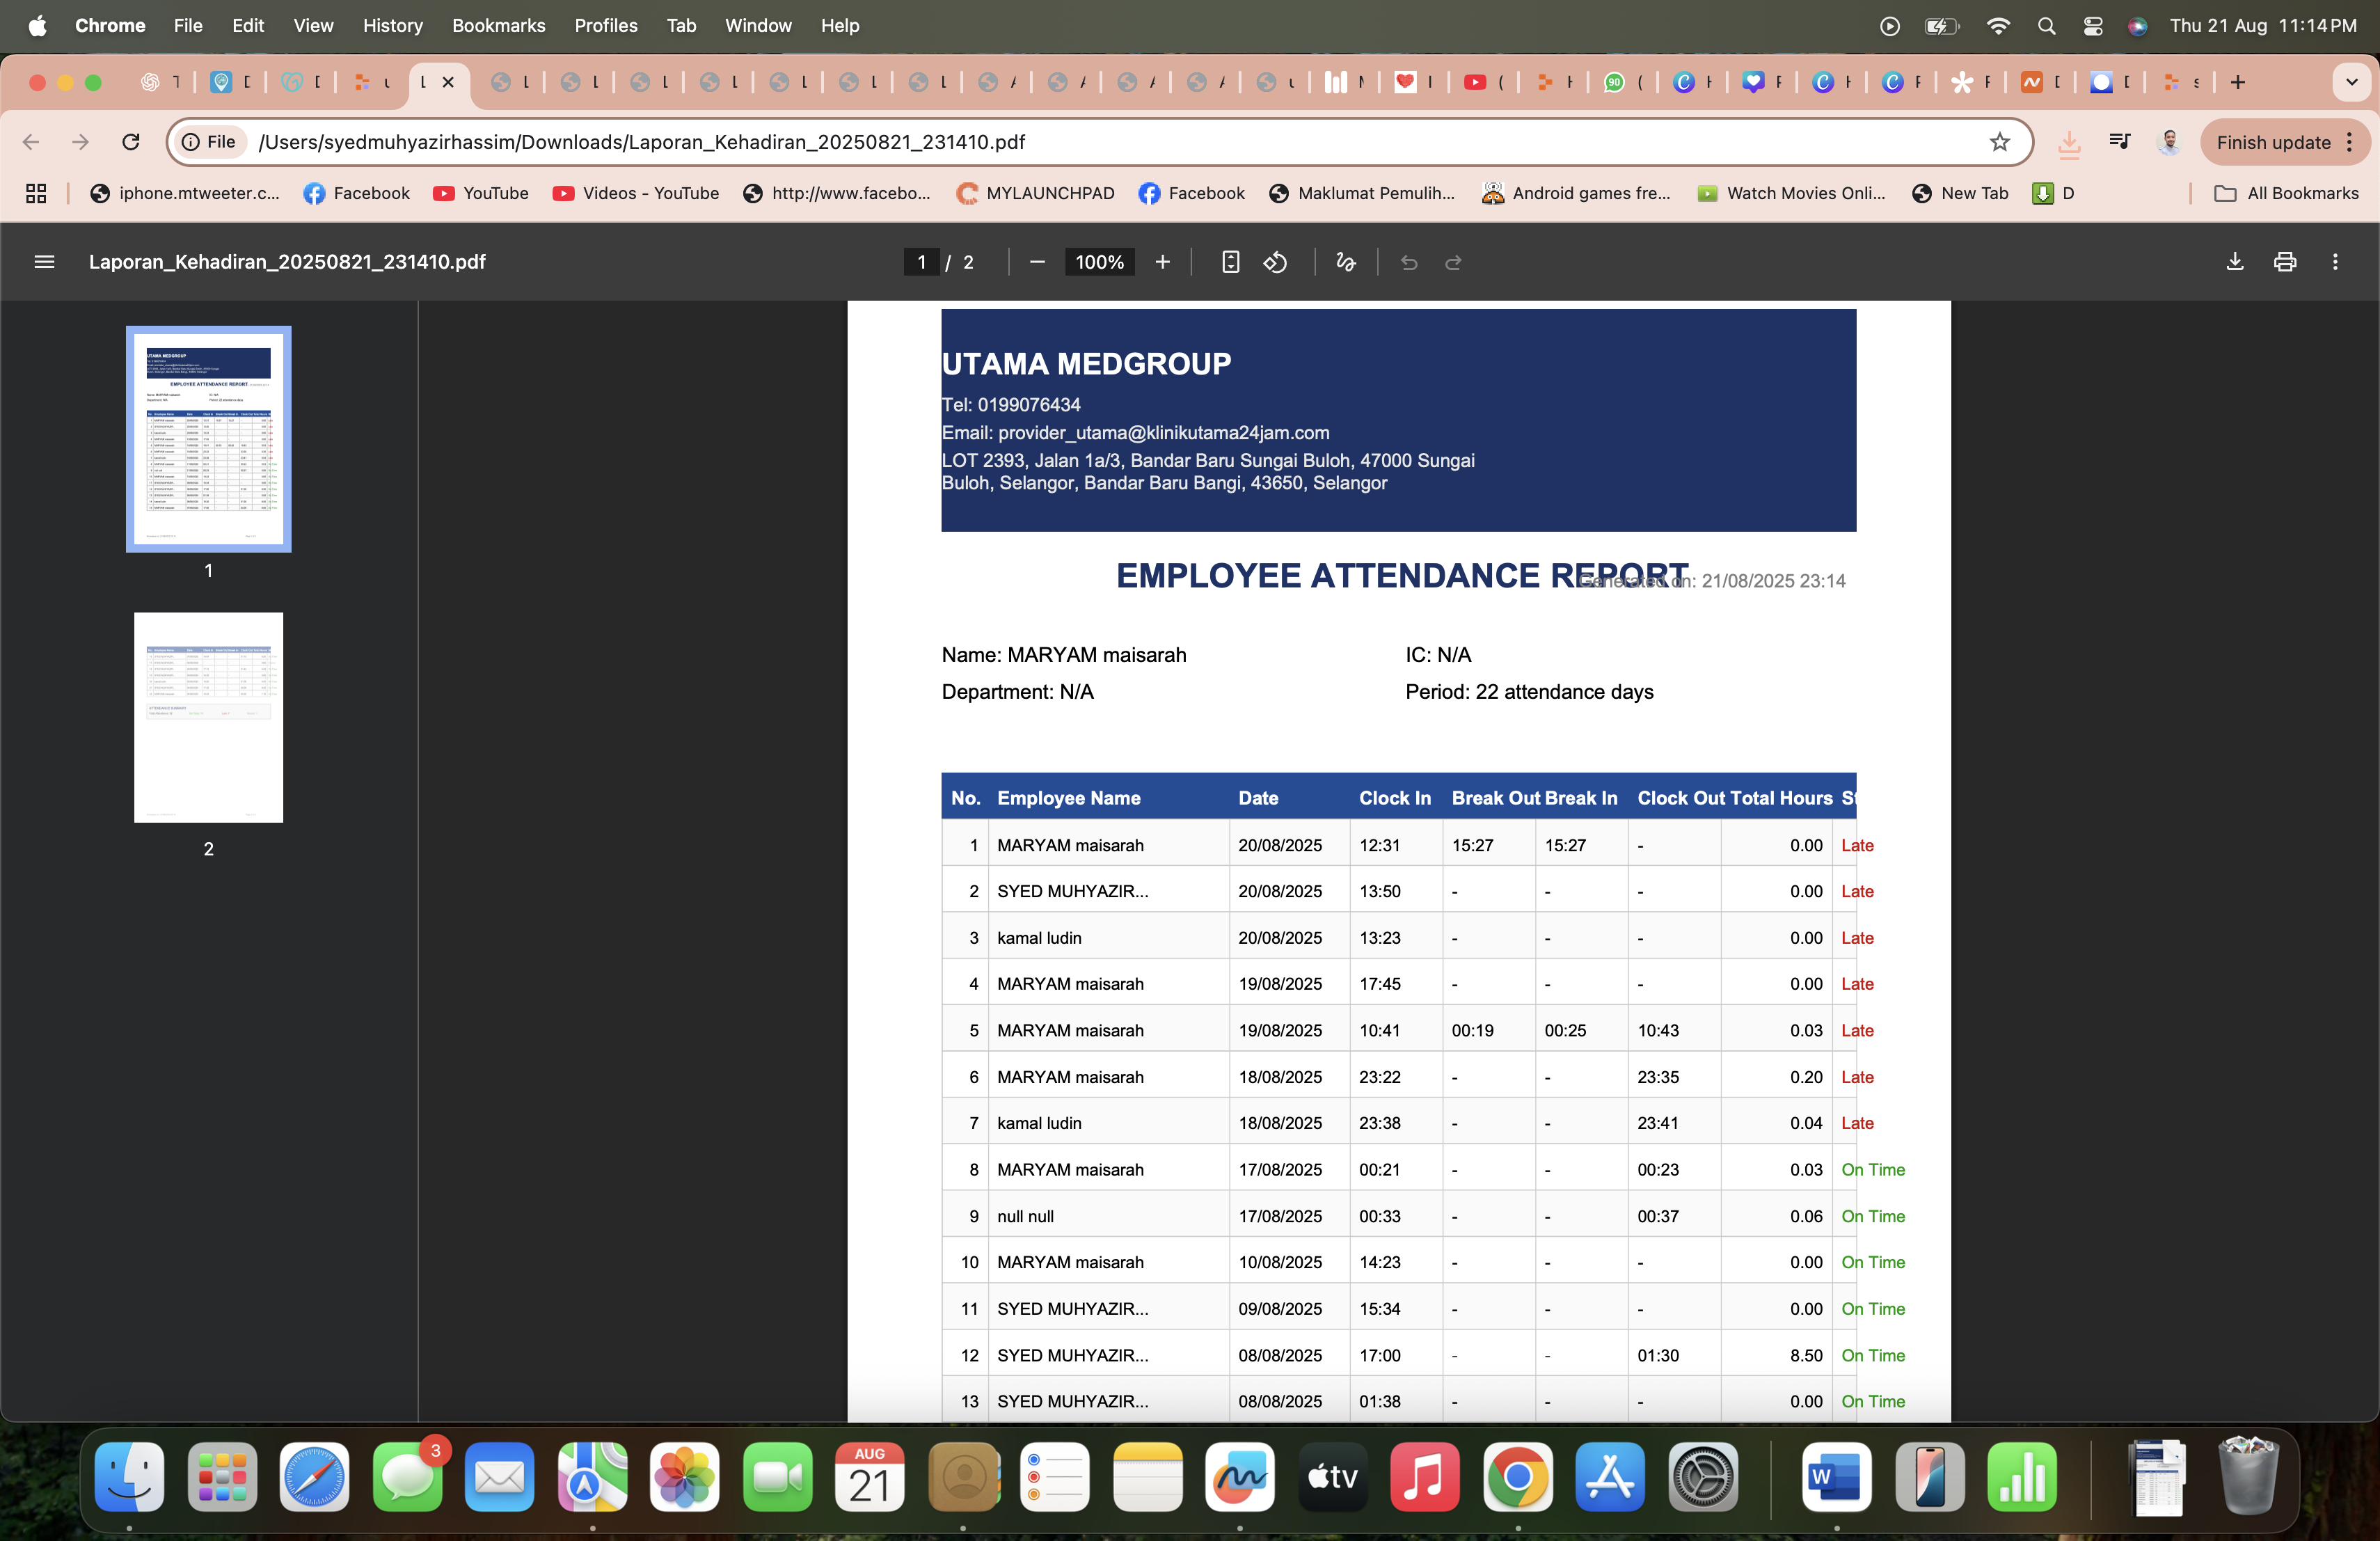 Chrome File Edit View History Bookmarks Profiles Tab Window Help Thu 21 Aug 11:14 PM
File /Users/syedmuhyazirhassim/Downloads/Laporan_Kehadiran_20250821_231410.pdf Finish update
iphone.mtweeter.c... Facebook YouTube Videos - YouTube http://www.facebo... MYLAUNCHPAD Facebook Maklumat Pemulih... Android games fre... Watch Movies Onli... New Tab D All Bookmarks
Laporan_Kehadiran_20250821_231410.pdf 1 / 2 100%
1
2
UTAMA MEDGROUP
Tel: 0199076434
Email: provider_utama@klinikutama24jam.com
LOT 2393, Jalan 1a/3, Bandar Baru Sungai Buloh, 47000 Sungai
Buloh, Selangor, Bandar Baru Bangi, 43650, Selangor
EMPLOYEE ATTENDANCE REPORT Generated on: 21/08/2025 23:14
Name: MARYAM maisarah IC: N/A
Department: N/A Period: 22 attendance days
No. Employee Name Date Clock In Break Out Break In Clock Out Total Hours St
1 MARYAM maisarah 20/08/2025 12:31 15:27 15:27 - 0.00 Late
2 SYED MUHYAZIR... 20/08/2025 13:50 - - - 0.00 Late
3 kamal ludin 20/08/2025 13:23 - - - 0.00 Late
4 MARYAM maisarah 19/08/2025 17:45 - - - 0.00 Late
5 MARYAM maisarah 19/08/2025 10:41 00:19 00:25 10:43 0.03 Late
6 MARYAM maisarah 18/08/2025 23:22 - - 23:35 0.20 Late
7 kamal ludin 18/08/2025 23:38 - - 23:41 0.04 Late
8 MARYAM maisarah 17/08/2025 00:21 - - 00:23 0.03 On Time
9 null null 17/08/2025 00:33 - - 00:37 0.06 On Time
10 MARYAM maisarah 10/08/2025 14:23 - - - 0.00 On Time
11 SYED MUHYAZIR... 09/08/2025 15:34 - - - 0.00 On Time
12 SYED MUHYAZIR... 08/08/2025 17:00 - - 01:30 8.50 On Time
13 SYED MUHYAZIR... 08/08/2025 01:38 - - - 0.00 On Time
3
AUG
21
tv